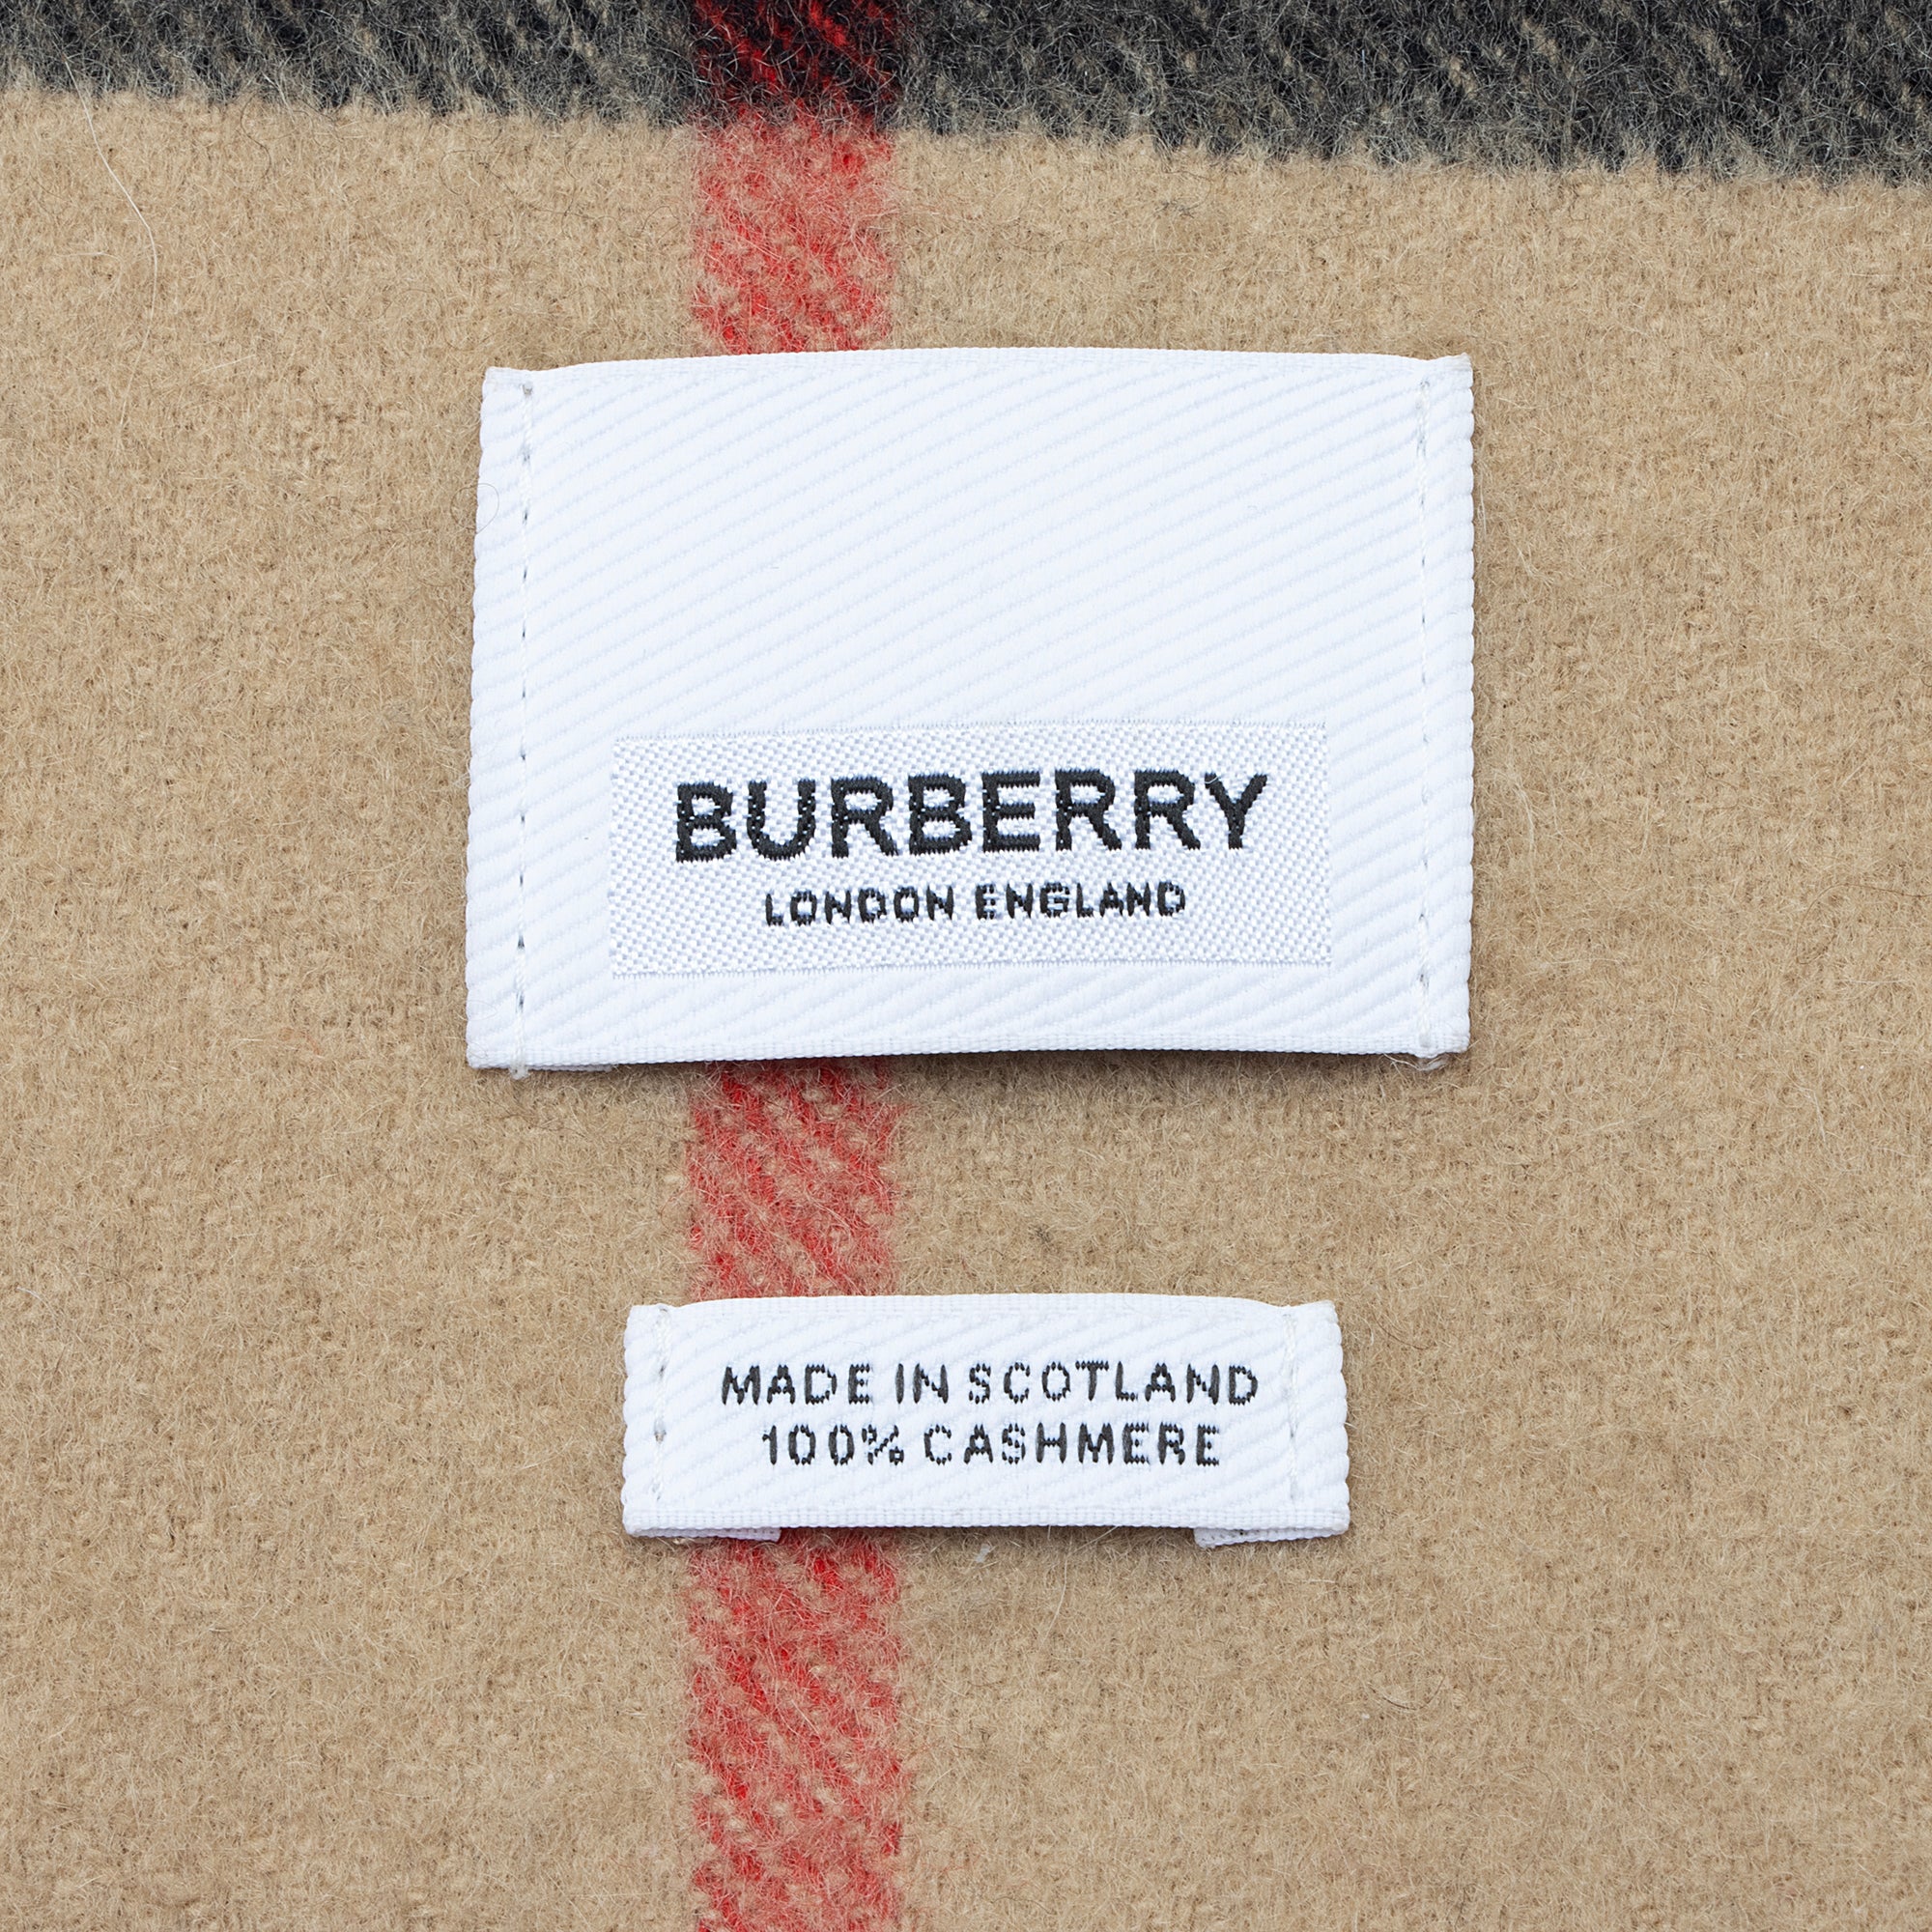 BURBERRY
LONDON ENGLAND
MADE IN SCOTLAND
100% CASHMERE